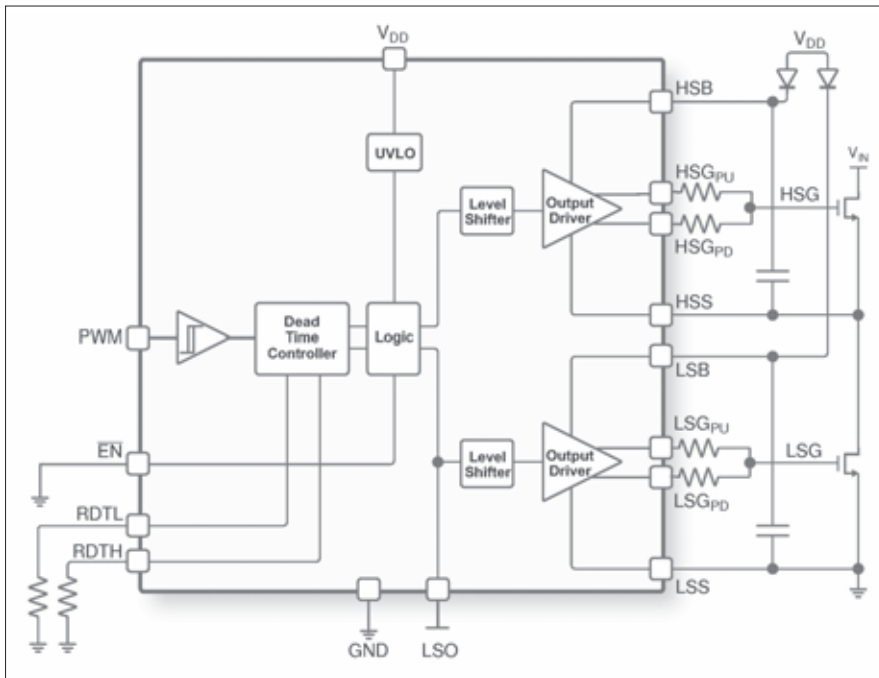 VDD
VDD
HSB
UVLO
HSGPU
VIN
Level
Shifter
Output
Driver
HSG
HSGPD
PWM
Dead
Time
Controller
Logic
HSS
LSB
EN
LSGPU
Level
Shifter
Output
Driver
LSG
LSGPD
RDTL
RDTH
LSS
GND
LSO